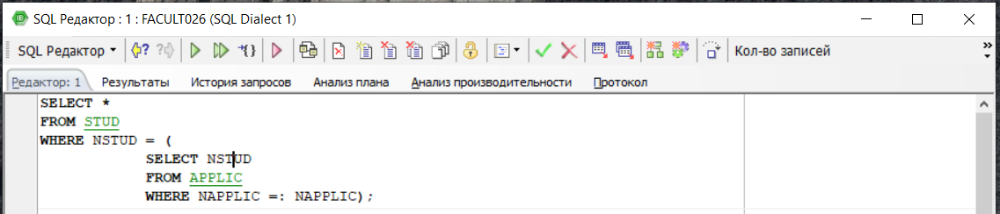 SQL Редактор : 1 : FACULT026 (SQL Dialect 1)
SQL Редактор
Кол-во записей
Редактор: 1 Результаты История запросов Анализ плана Анализ производительности Протокол
SELECT *
FROM STUD
WHERE NSTUD = (
SELECT NSTUD
FROM APPLIC
WHERE NAPPLIC =: NAPPLIC);